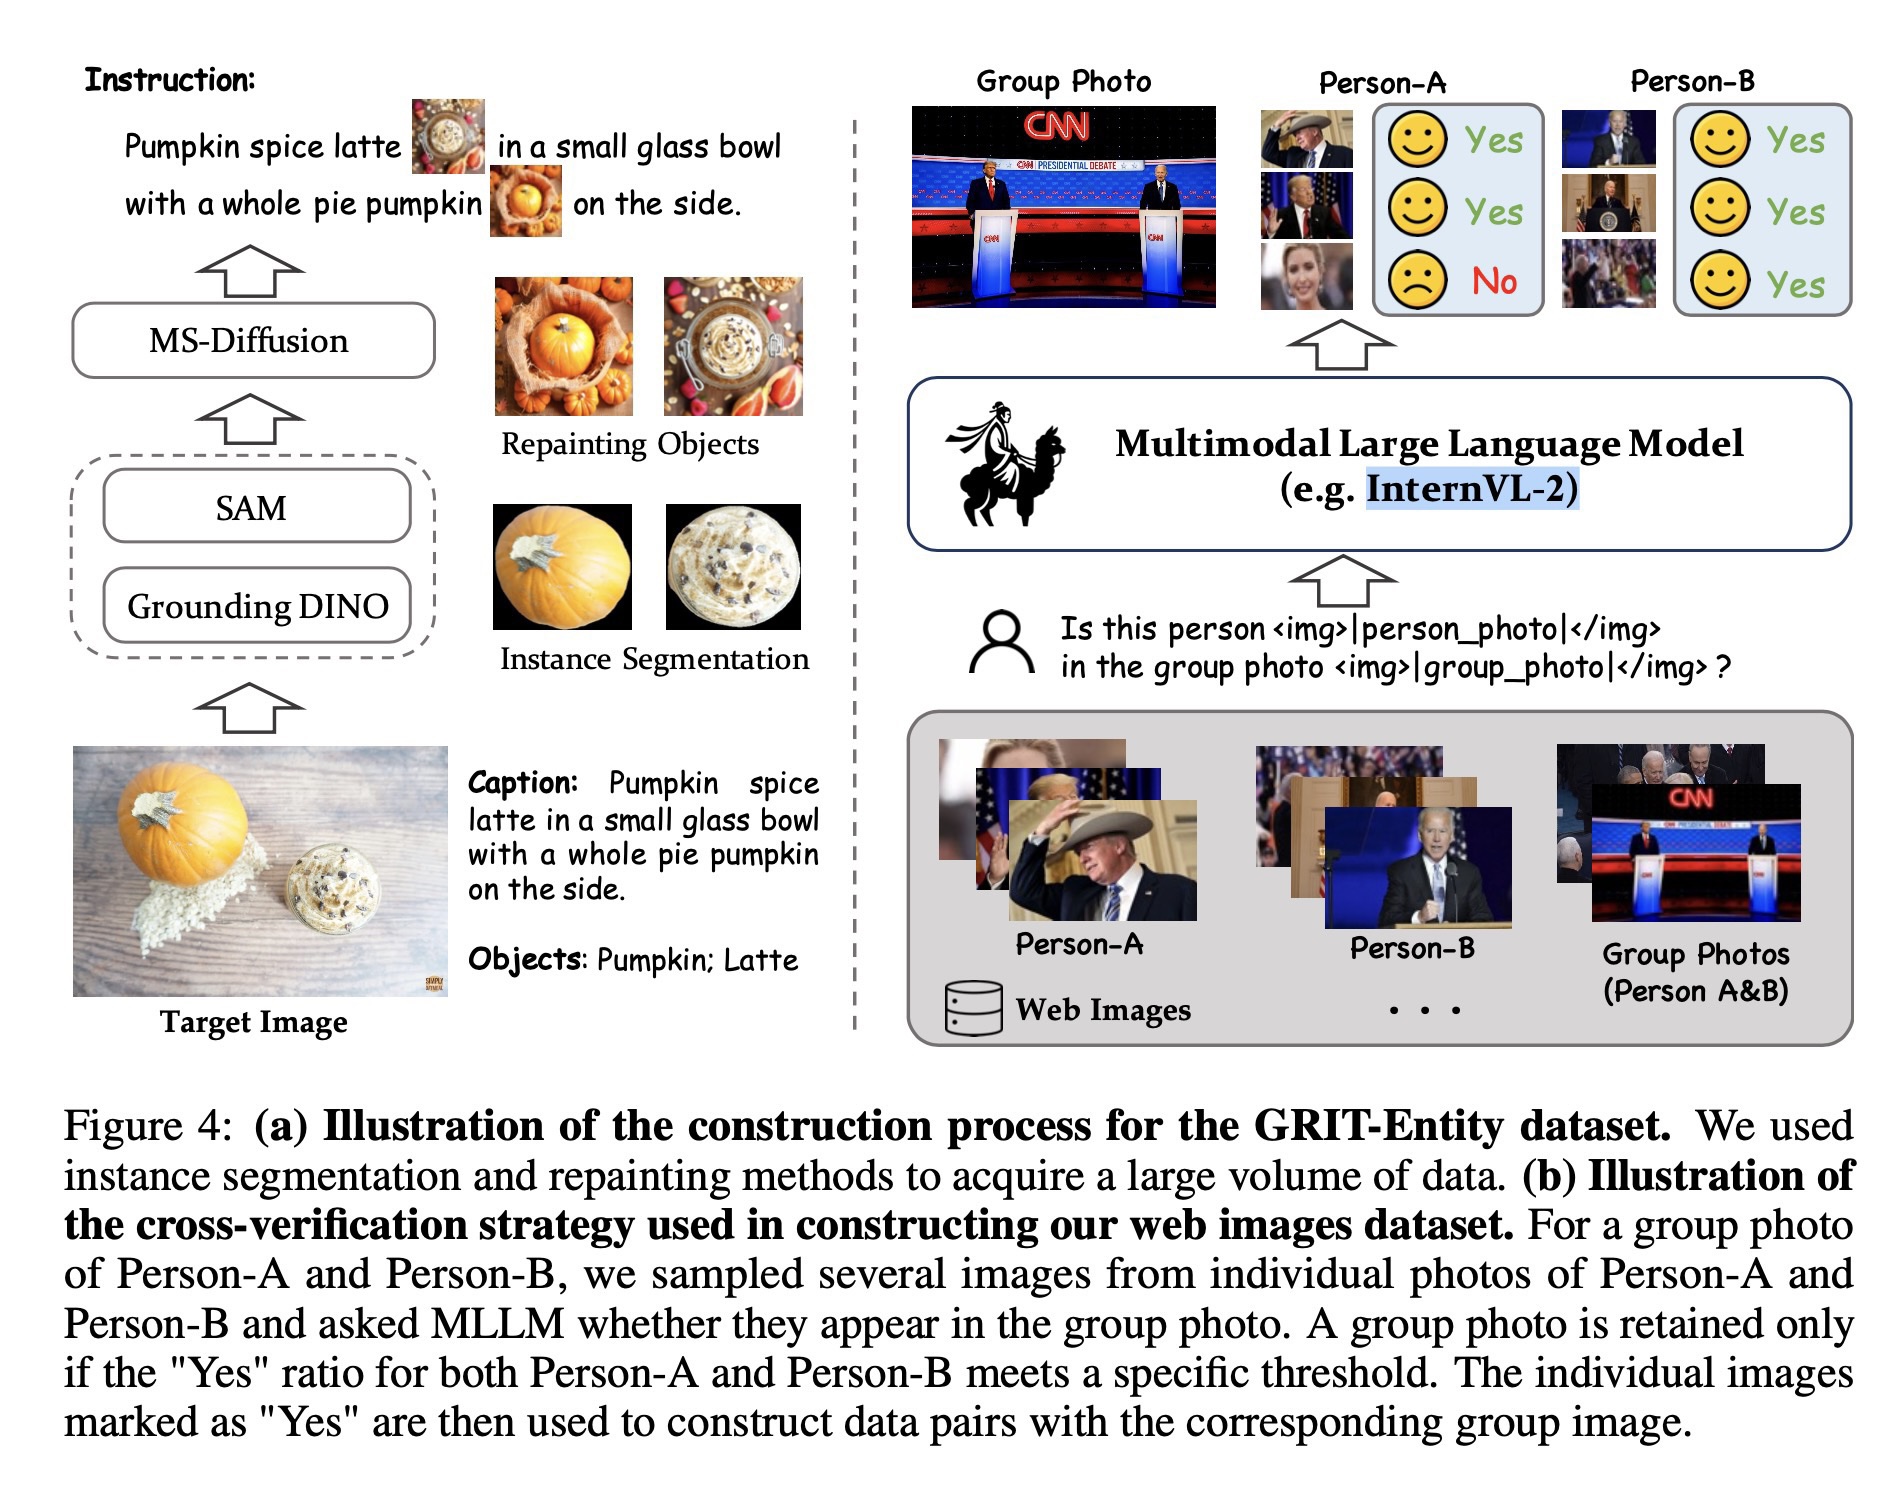 Instruction:
Pumpkin spice latte in a small glass bowl
with a whole pie pumpkin on the side.
MS-Diffusion
Repainting Objects
SAM
Grounding DINO
Instance Segmentation
Caption: Pumpkin spice
latte in a small glass bowl
with a whole pie pumpkin
on the side.
Objects: Pumpkin; Latte
SIMPLY
OATMEAL
Target Image
Group Photo
Person-A
Person-B
CNN
CNN PRESIDENTIAL DEBATE
CNN
CNN
Yes
Yes
No
Yes
Yes
Yes
Multimodal Large Language Model
(e.g. InternVL-2)
Is this person <img>|person_photo|</img>
in the group photo <img>|group_photo|</img> ?
CNN
Person-A
Person-B
Group Photos
(Person A&B)
Web Images
. . .
Figure 4: (a) Illustration of the construction process for the GRIT-Entity dataset. We used
instance segmentation and repainting methods to acquire a large volume of data. (b) Illustration of
the cross-verification strategy used in constructing our web images dataset. For a group photo
of Person-A and Person-B, we sampled several images from individual photos of Person-A and
Person-B and asked MLLM whether they appear in the group photo. A group photo is retained only
if the "Yes" ratio for both Person-A and Person-B meets a specific threshold. The individual images
marked as "Yes" are then used to construct data pairs with the corresponding group image.